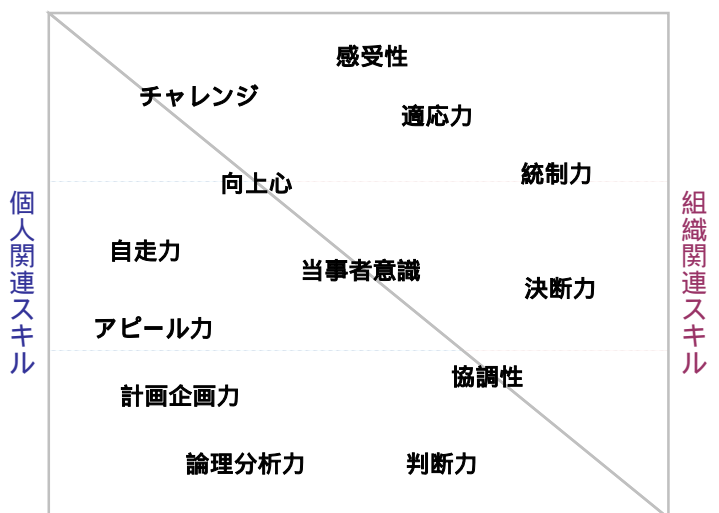 感受性
チャレンジ
適応力
統制力
向上心
個人関連スキル
組織関連スキル
自走力
当事者意識
決断力
アピール力
協調性
計画企画力
論理分析力
判断力